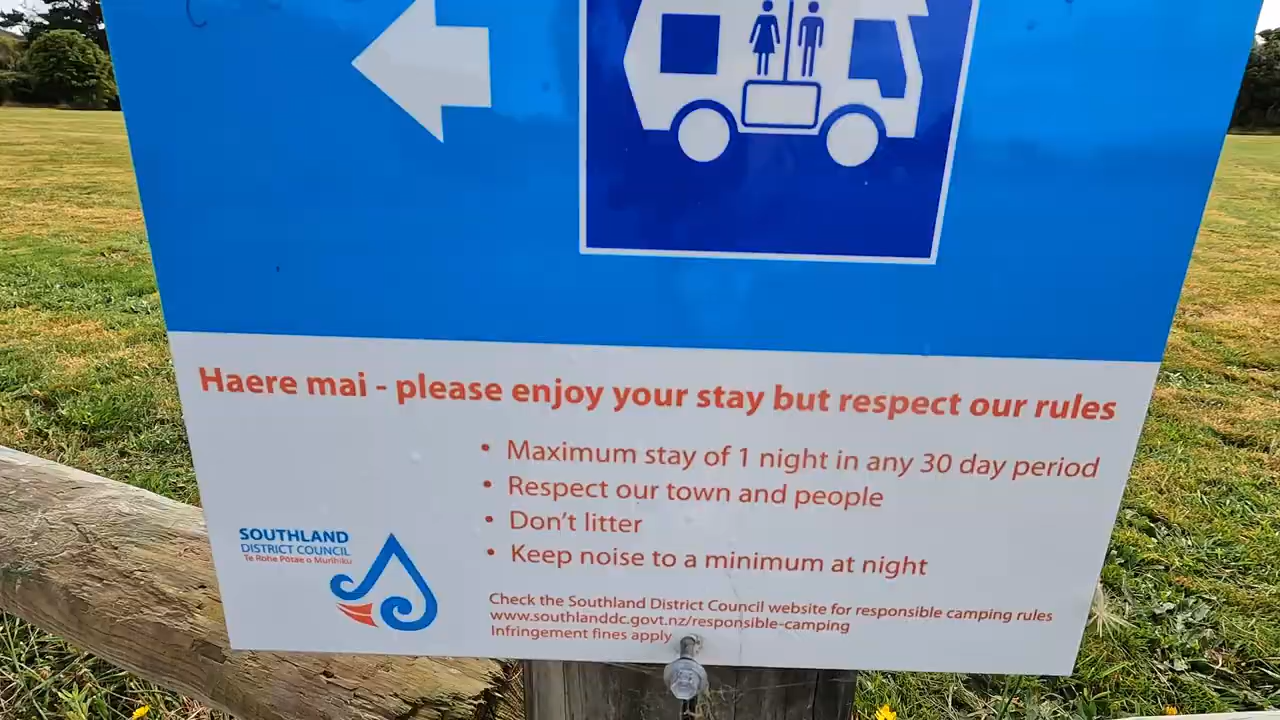 Haere mai - please enjoy your stay but respect our rules
• Maximum stay of 1 night in any 30 day period
• Respect our town and people
• Don't litter
• Keep noise to a minimum at night
SOUTHLAND
DISTRICT COUNCIL
Te Rohe Pōtae o Murihiku
Check the Southland District Council website for responsible camping rules
www.southlanddc.govt.nz/responsible-camping
Infringement fines apply